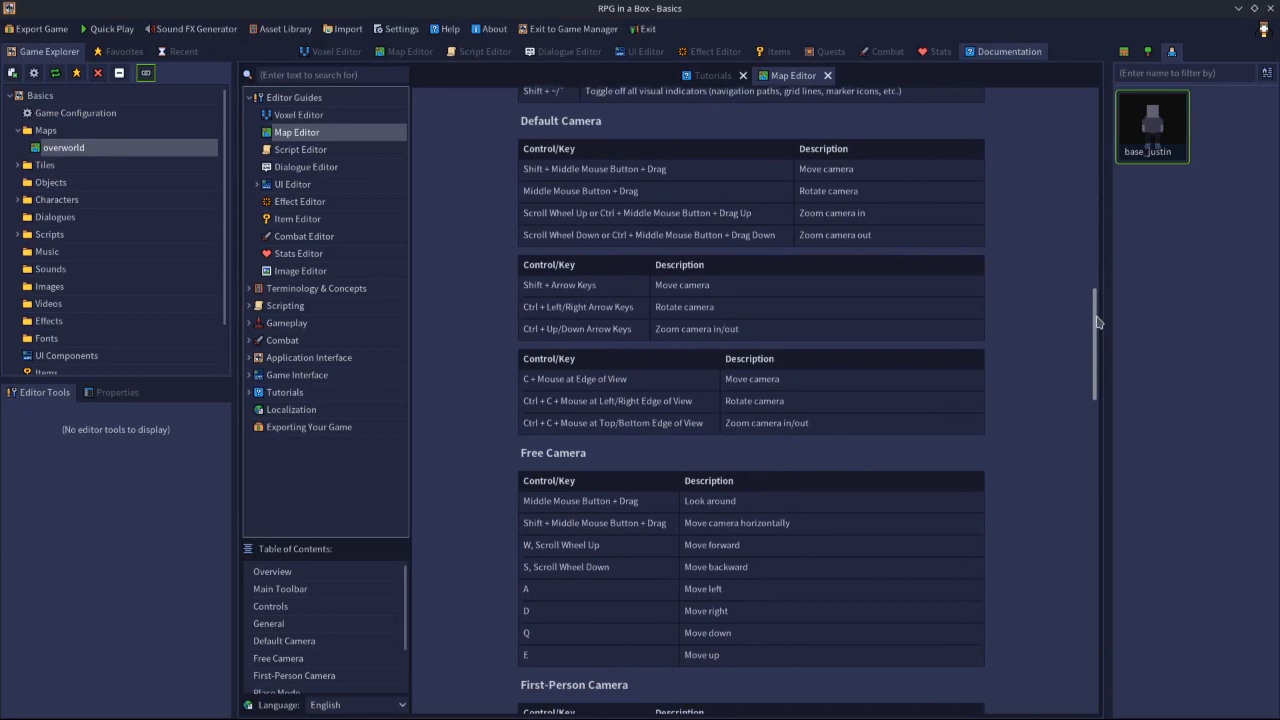 RPG in a Box - Basics
Export Game
Quick Play
Sound FX Generator
Asset Library
Import
Settings
Help
About
Exit to Game Manager
Exit
Game Explorer
Favorites
Recent
Voxel Editor
Map Editor
Script Editor
Dialogue Editor
UI Editor
Effect Editor
Items
Quests
Combat
Stats
Documentation
(Enter text to search for)
Tutorials
Map Editor
(Enter name to filter by)
Basics
Game Configuration
Maps
overworld
Tiles
Objects
Characters
Dialogues
Scripts
Music
Sounds
Images
Videos
Effects
Fonts
UI Components
Items
Editor Tools
Properties
(No editor tools to display)
Editor Guides
Voxel Editor
Map Editor
Script Editor
Dialogue Editor
UI Editor
Effect Editor
Item Editor
Combat Editor
Stats Editor
Image Editor
Terminology & Concepts
Scripting
Gameplay
Combat
Application Interface
Game Interface
Tutorials
Localization
Exporting Your Game
Table of Contents:
Overview
Main Toolbar
Controls
General
Default Camera
Free Camera
First-Person Camera
Place Mode
Language: English
Shift + ~/` Toggle off all visual indicators (navigation paths, grid lines, marker icons, etc.)
Default Camera
Control/Key Description
Shift + Middle Mouse Button + Drag Move camera
Middle Mouse Button + Drag Rotate camera
Scroll Wheel Up or Ctrl + Middle Mouse Button + Drag Up Zoom camera in
Scroll Wheel Down or Ctrl + Middle Mouse Button + Drag Down Zoom camera out
Control/Key Description
Shift + Arrow Keys Move camera
Ctrl + Left/Right Arrow Keys Rotate camera
Ctrl + Up/Down Arrow Keys Zoom camera in/out
Control/Key Description
C + Mouse at Edge of View Move camera
Ctrl + C + Mouse at Left/Right Edge of View Rotate camera
Ctrl + C + Mouse at Top/Bottom Edge of View Zoom camera in/out
Free Camera
Control/Key Description
Middle Mouse Button + Drag Look around
Shift + Middle Mouse Button + Drag Move camera horizontally
W, Scroll Wheel Up Move forward
S, Scroll Wheel Down Move backward
A Move left
D Move right
Q Move down
E Move up
First-Person Camera
Control/Key Description
base_justin